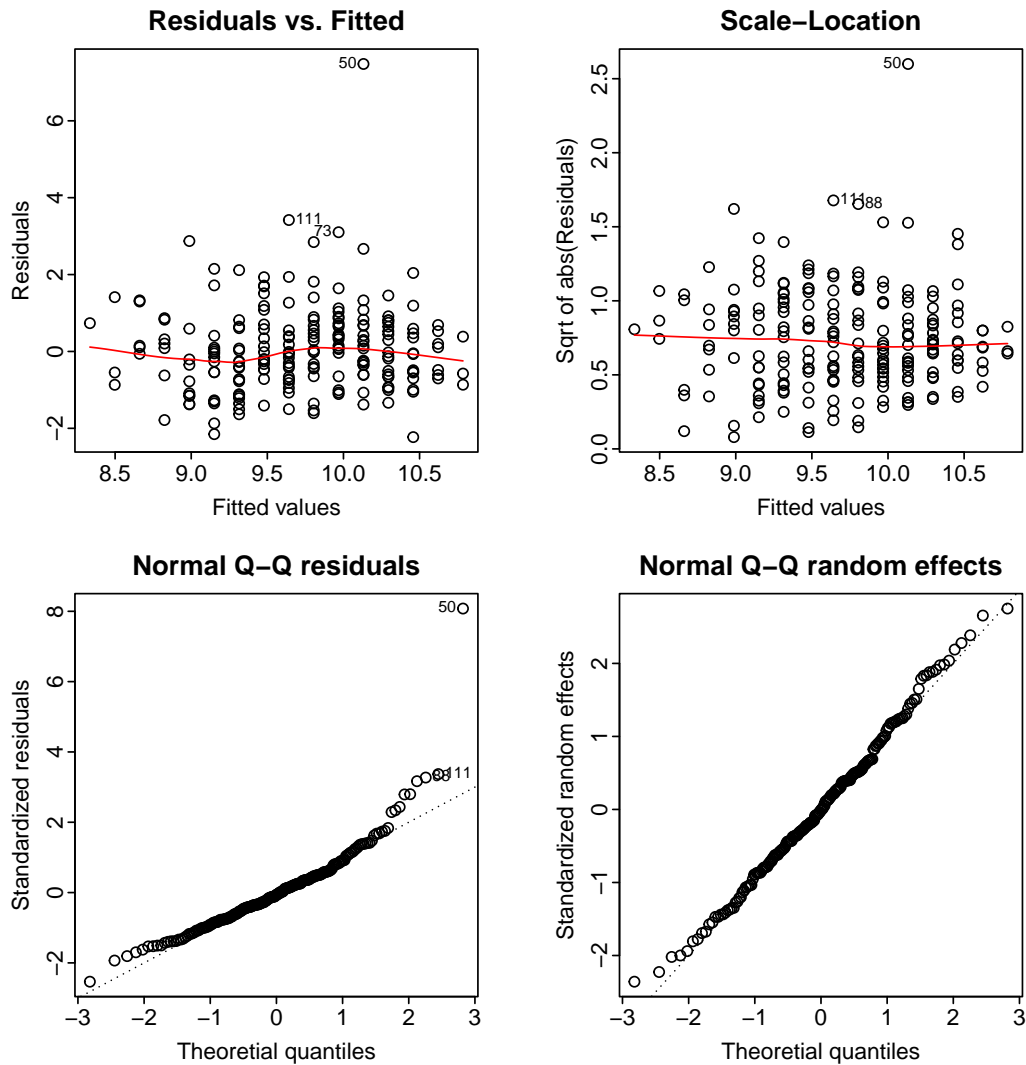 Residuals vs. Fitted
Residuals
−2 0 2 4 6
50
111
73
8.5 9.0 9.5 10.0 10.5
Fitted values
Scale−Location
Sqrt of abs(Residuals)
0.0 0.5 1.0 1.5 2.0 2.5
50
111
88
8.5 9.0 9.5 10.0 10.5
Fitted values
Normal Q−Q residuals
Standardized residuals
−2 0 2 4 6 8
50
111
−3 −2 −1 0 1 2 3
Theoretial quantiles
Normal Q−Q random effects
Standardized random effects
−2 −1 0 1 2
−3 −2 −1 0 1 2 3
Theoretial quantiles